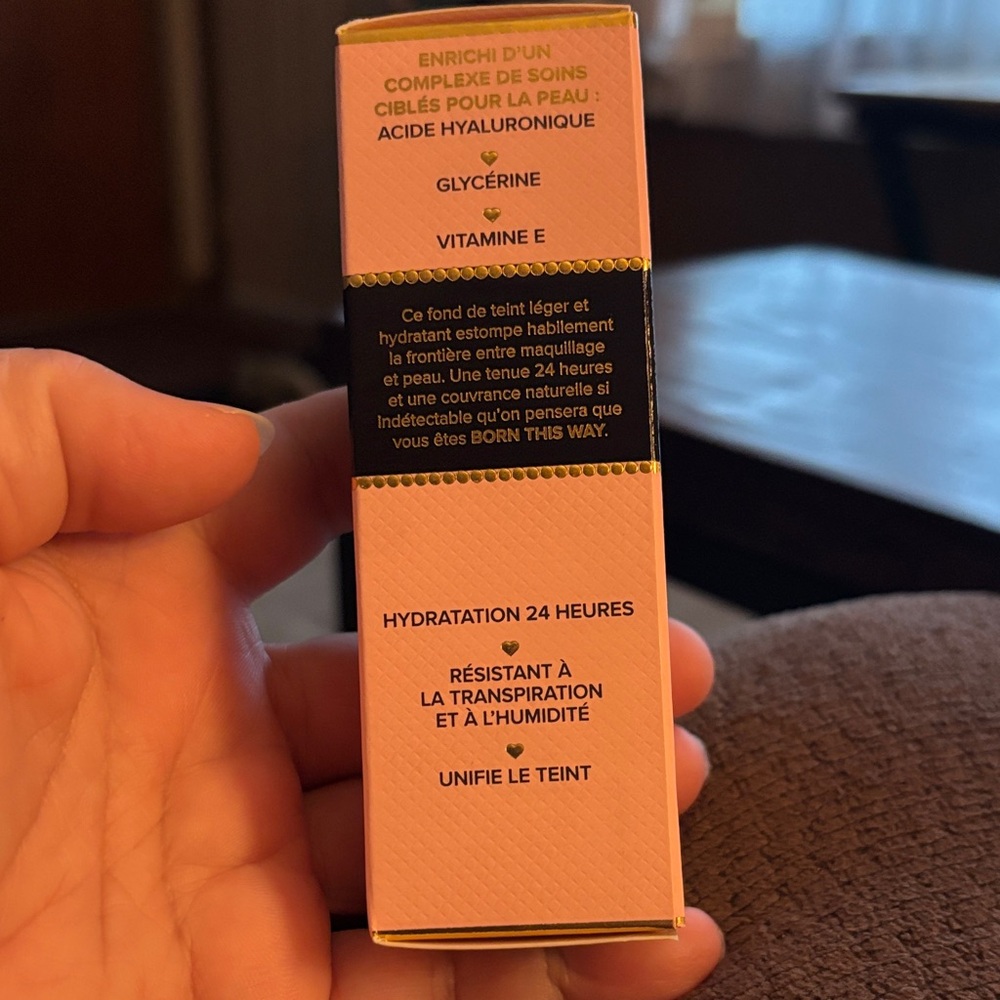 ENRICHI D'UN
COMPLEXE DE SOINS
CIBLÉS POUR LA PEAU :
ACIDE HYALURONIQUE
GLYCÉRINE
VITAMINE E
Ce fond de teint léger et
hydratant estompe habilement
la frontière entre maquillage
et peau. Une tenue 24 heures
et une couvrance naturelle si
indétectable qu'on pensera que
vous êtes BORN THIS WAY.
HYDRATATION 24 HEURES
RÉSISTANT À
LA TRANSPIRATION
ET À L'HUMIDITÉ
UNIFIE LE TEINT